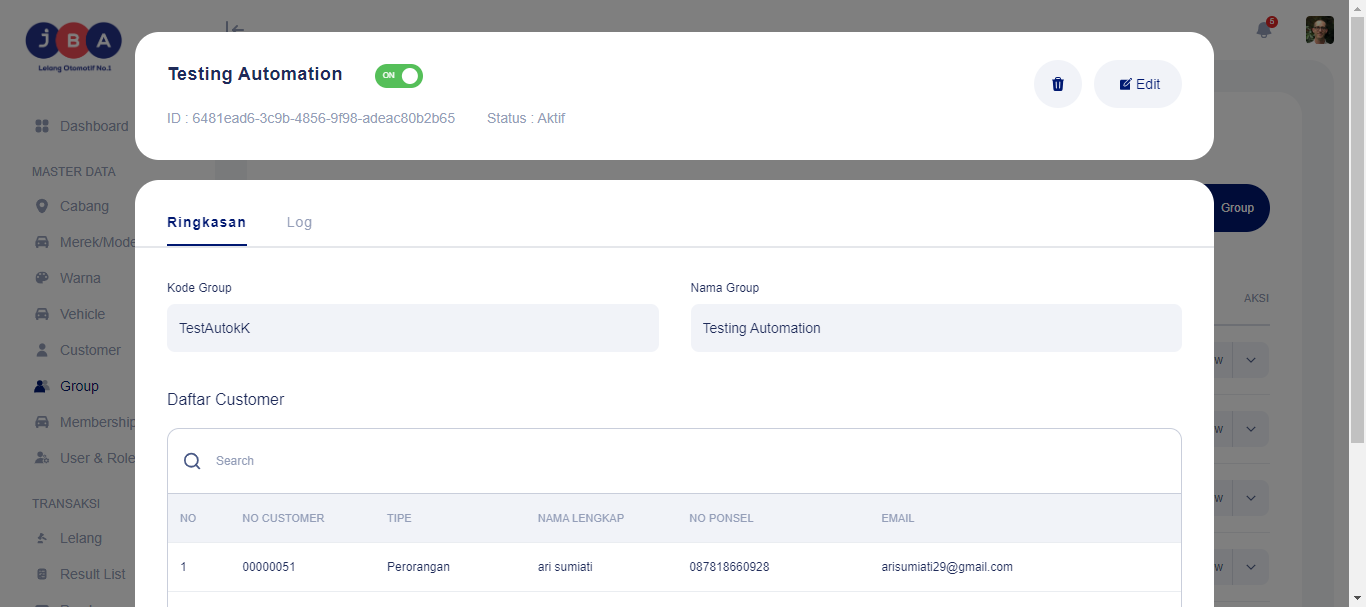 JBA
Lelang Otomotif No.1
5
Testing Automation
ON
Edit
ID : 6481ead6-3c9b-4856-9f98-adeac80b2b65
Status : Aktif
Dashboard
MASTER DATA
Cabang
Merek/Mode
Warna
Vehicle
Customer
Group
Membership
User & Role
TRANSAKSI
Lelang
Result List
Ringkasan
Log
Group
Kode Group
Nama Group
TestAutokK
Testing Automation
AKSI
w
w
w
w
Daftar Customer
Search
NO
NO CUSTOMER
TIPE
NAMA LENGKAP
NO PONSEL
EMAIL
1
00000051
Perorangan
ari sumiati
087818660928
arisumiati29@gmail.com